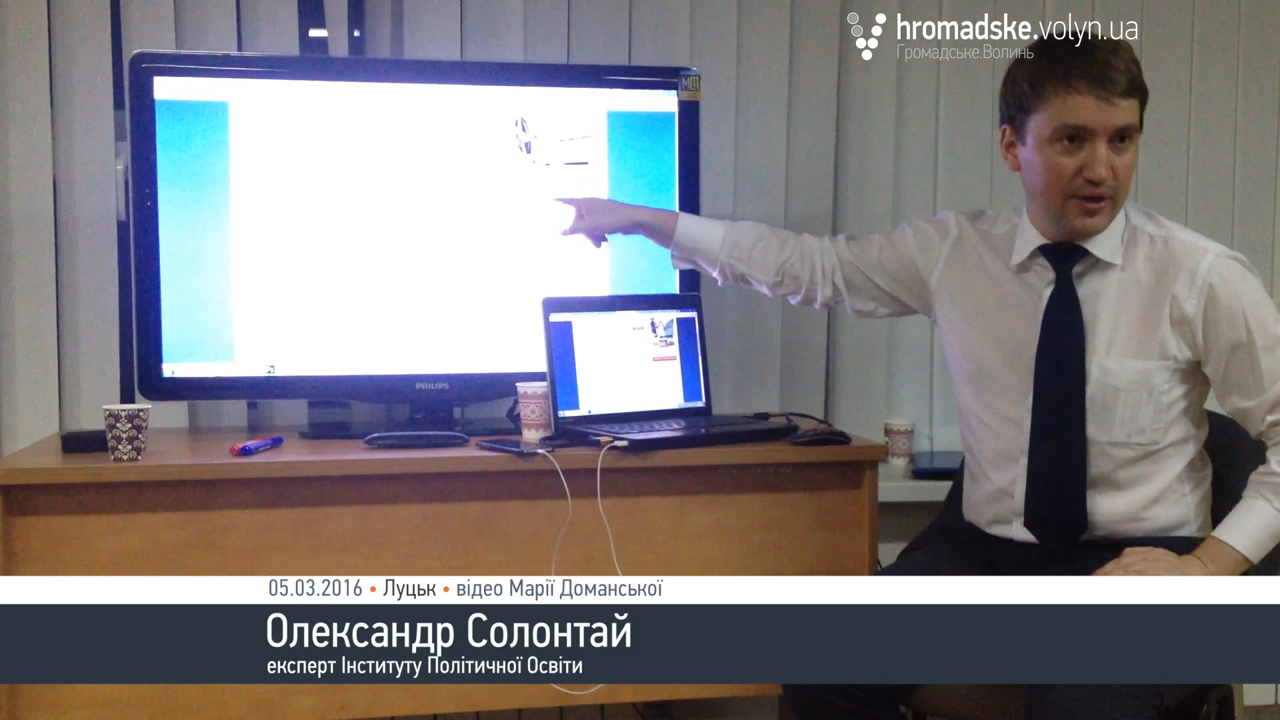 hromadske.volyn.ua
Громадське.Волинь
МЦ
PHILIPS
05.03.2016 • Луцьк • відео Марії Доманської
Олександр Солонтай
експерт Інституту Політичної Освіти